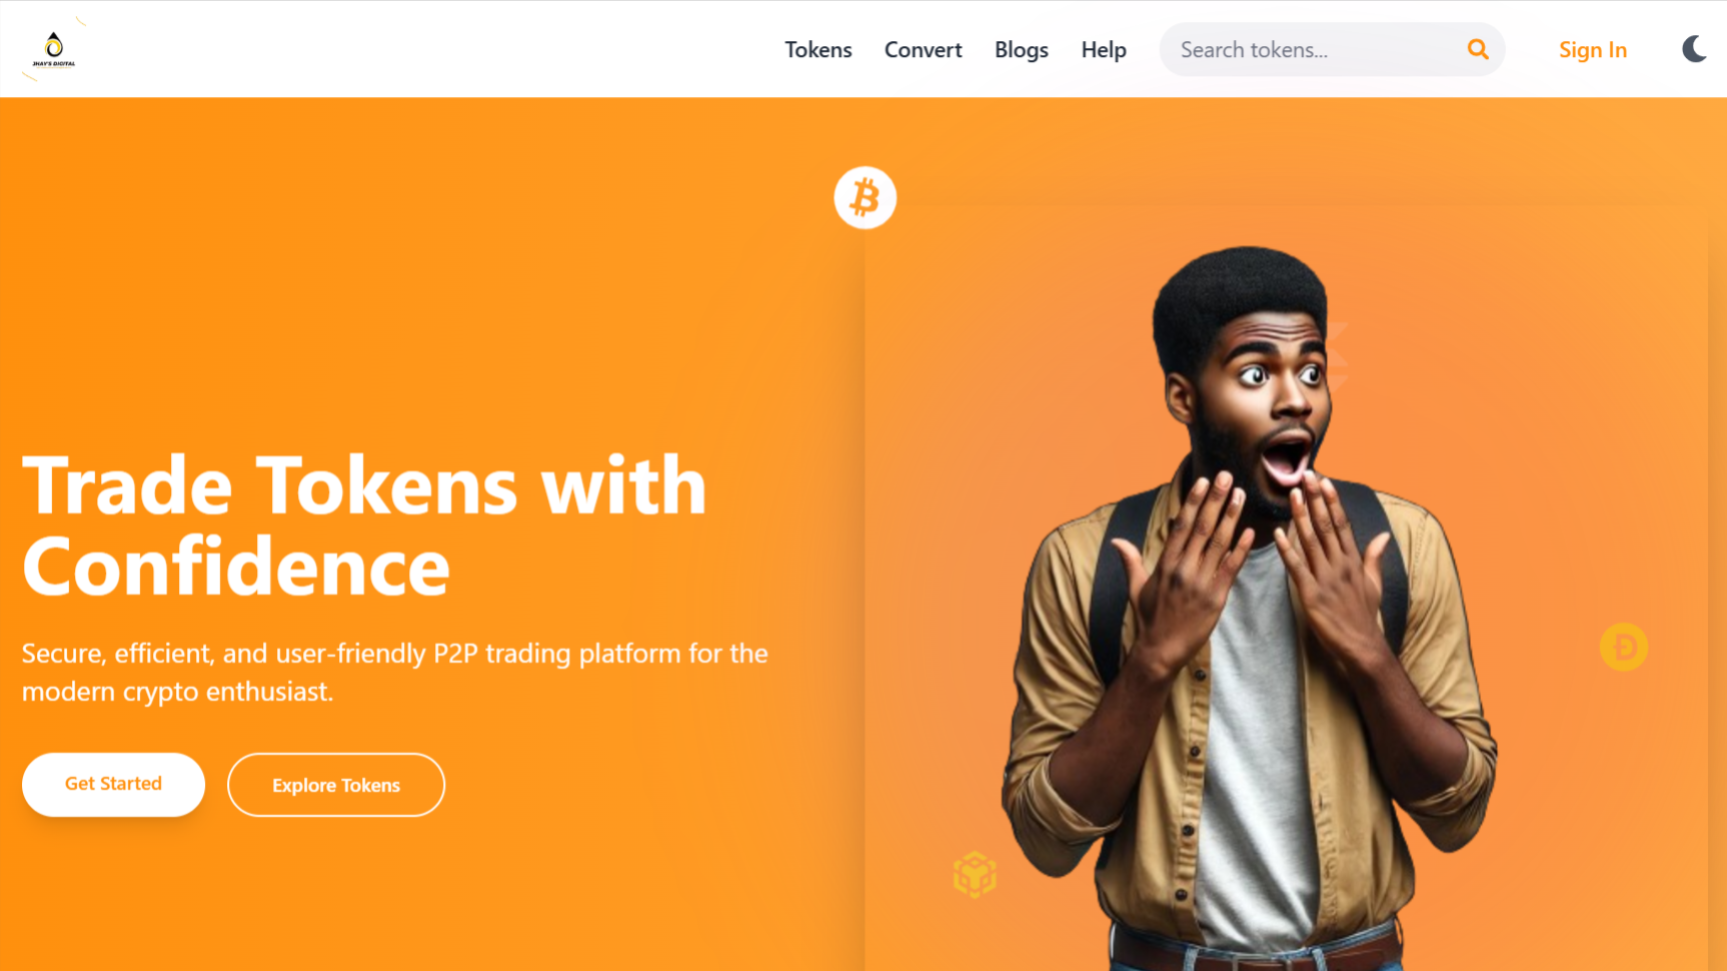 JHAY'S DIGITAL
Tokens
Convert
Blogs
Help
Search tokens...
Sign In
Trade Tokens with
Confidence
Secure, efficient, and user-friendly P2P trading platform for the
modern crypto enthusiast.
Get Started
Explore Tokens